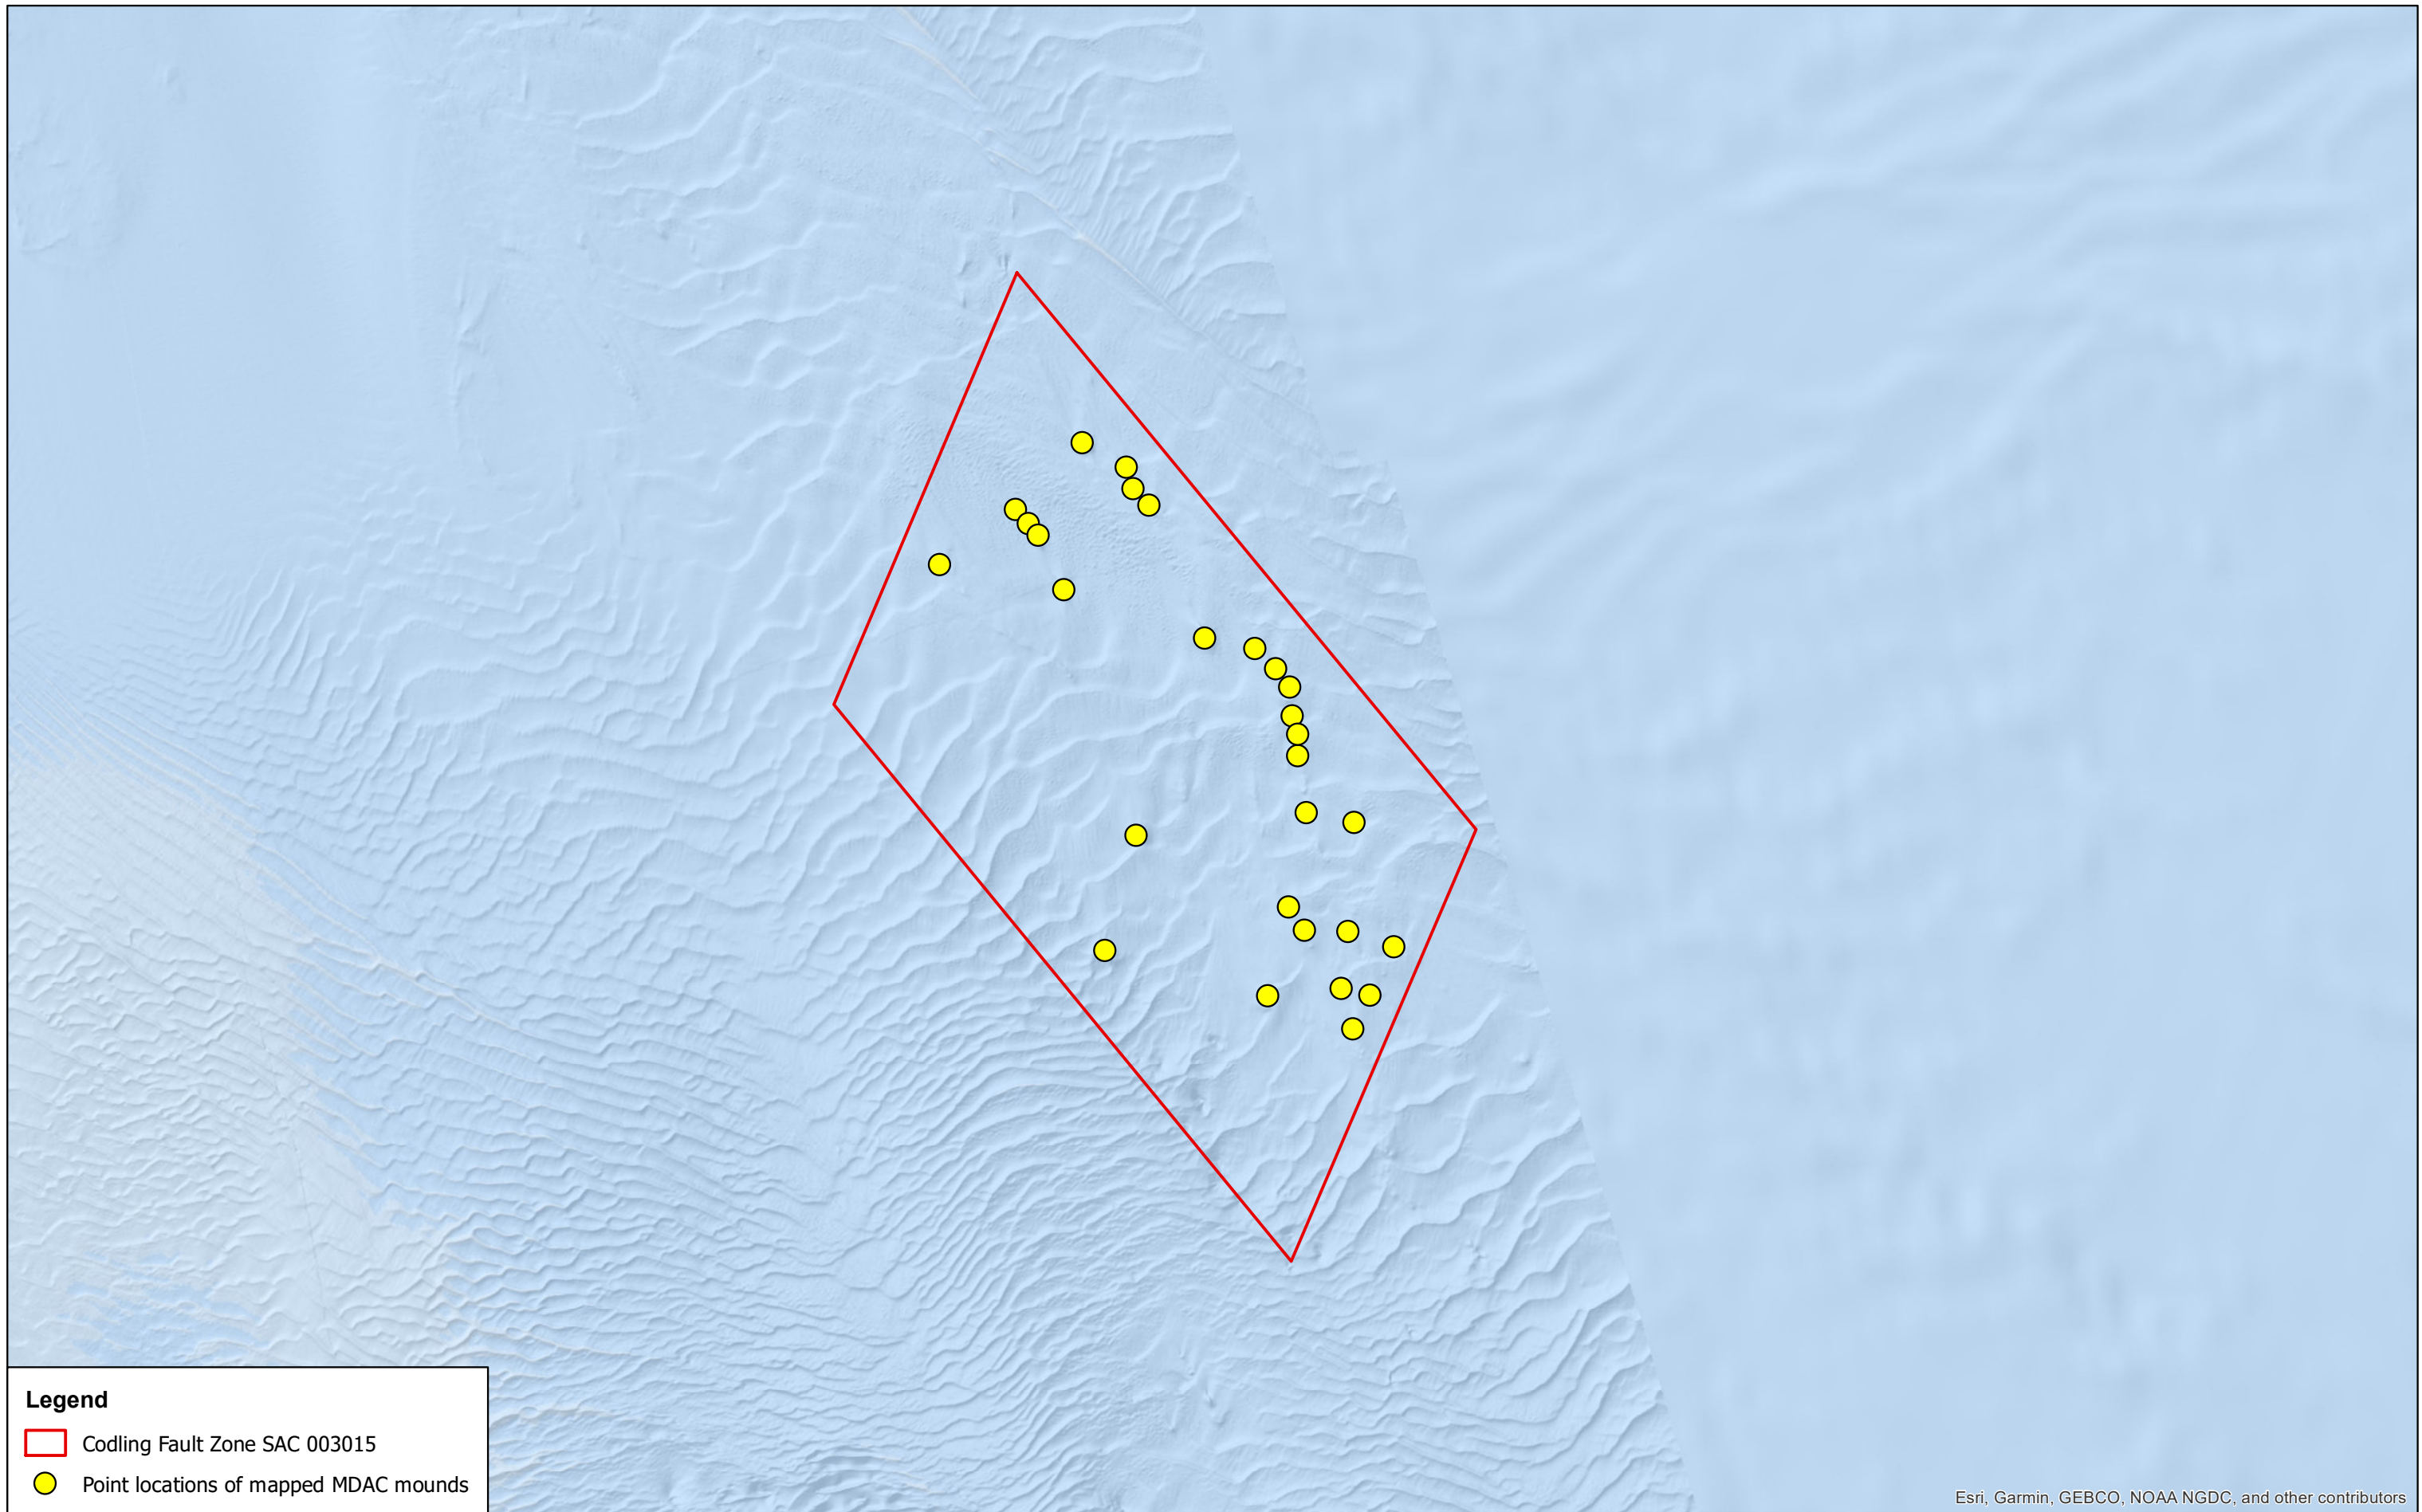 Legend
Codling Fault Zone SAC 003015
Point locations of mapped MDAC mounds
Esri, Garmin, GEBCO, NOAA NGDC, and other contributors